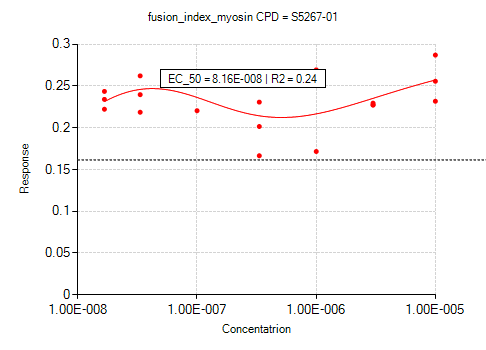 fusion_index_myosin CPD = S5267-01
0.3
EC_50 = 8.16E-008 | R2 = 0.24
0.25
0.2
0.15
0.1
0.05
0
Response
1.00E-008 1.00E-007 1.00E-006 1.00E-005
Concentatrion